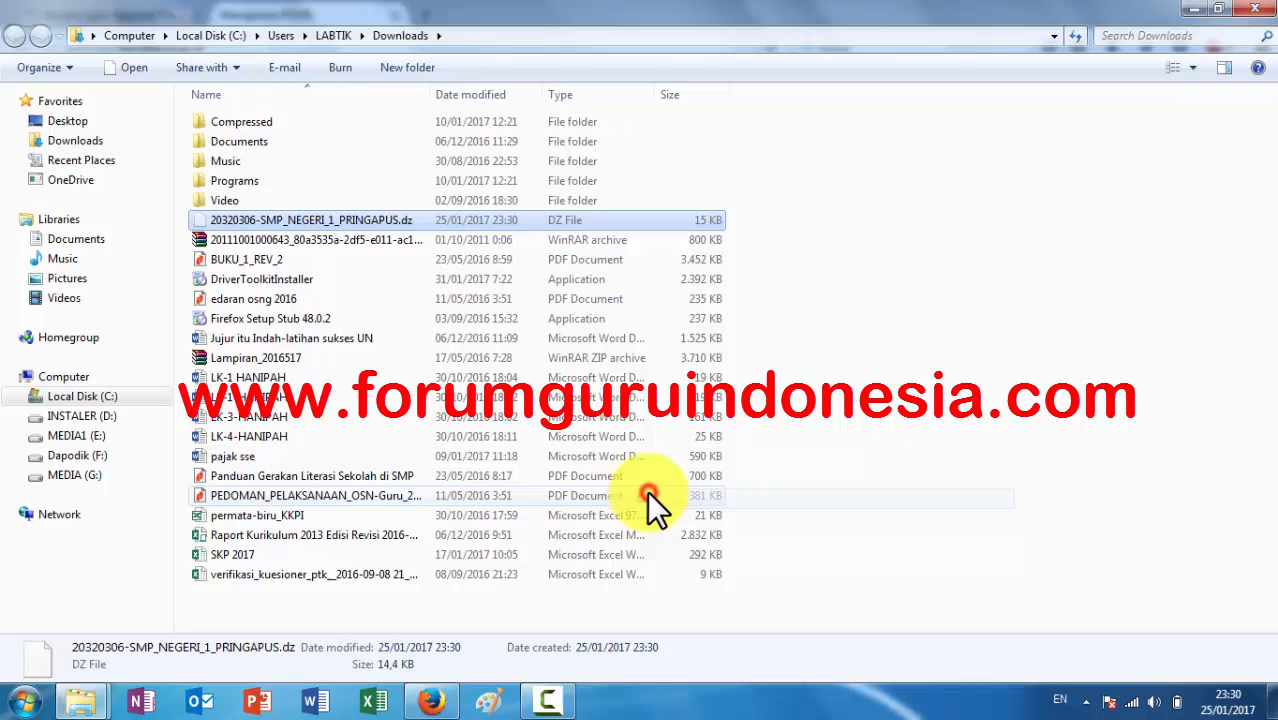 Computer ▸ Local Disk (C:) ▸ Users ▸ LABTIK ▸ Downloads ▸ Search Downloads
Organize Open Share with E-mail Burn New folder
Name Date modified Type Size
Favorites
Desktop
Downloads
Recent Places
OneDrive
Libraries
Documents
Music
Pictures
Videos
Homegroup
Computer
Local Disk (C:)
INSTALER (D:)
MEDIA1 (E:)
Dapodik (F:)
MEDIA (G:)
Network
Compressed 10/01/2017 12:21 File folder
Documents 06/12/2016 11:29 File folder
Music 30/08/2016 22:53 File folder
Programs 10/01/2017 12:21 File folder
Video 02/09/2016 18:30 File folder
20320306-SMP_NEGERI_1_PRINGAPUS.dz 25/01/2017 23:30 DZ File 15 KB
20111001000643_80a3535a-2df5-e011-ac1... 01/10/2011 0:06 WinRAR archive 800 KB
BUKU_1_REV_2 23/05/2016 8:59 PDF Document 3.452 KB
DriverToolkitInstaller 31/01/2017 7:22 Application 2.392 KB
edaran osng 2016 11/05/2016 3:51 PDF Document 235 KB
Firefox Setup Stub 48.0.2 03/09/2016 15:32 Application 237 KB
Jujur itu Indah-latihan sukses UN 06/12/2016 11:09 Microsoft Word D... 1.525 KB
Lampiran_2016517 17/05/2016 7:28 WinRAR ZIP archive 3.710 KB
LK-1 HANIPAH 30/10/2016 18:04 Microsoft Word D... 19 KB
www.forumguruindonesia.com
LK-3-HANIPAH
LK-4-HANIPAH 30/10/2016 18:11 Microsoft Word D... 25 KB
pajak sse 09/01/2017 11:18 Microsoft Word D... 590 KB
Panduan Gerakan Literasi Sekolah di SMP 23/05/2016 8:17 PDF Document 700 KB
PEDOMAN_PELAKSANAAN_OSN-Guru_2... 11/05/2016 3:51 PDF Document 381 KB
permata-biru_KKPI 30/10/2016 17:59 Microsoft Excel 97... 21 KB
Raport Kurikulum 2013 Edisi Revisi 2016-... 06/12/2016 9:51 Microsoft Excel M... 2.832 KB
SKP 2017 17/01/2017 10:05 Microsoft Excel W... 292 KB
verifikasi_kuesioner_ptk__2016-09-08 21_... 08/09/2016 21:23 Microsoft Excel W... 9 KB
20320306-SMP_NEGERI_1_PRINGAPUS.dz Date modified: 25/01/2017 23:30 Date created: 25/01/2017 23:30
DZ File Size: 14,4 KB
EN 23:30
25/01/2017